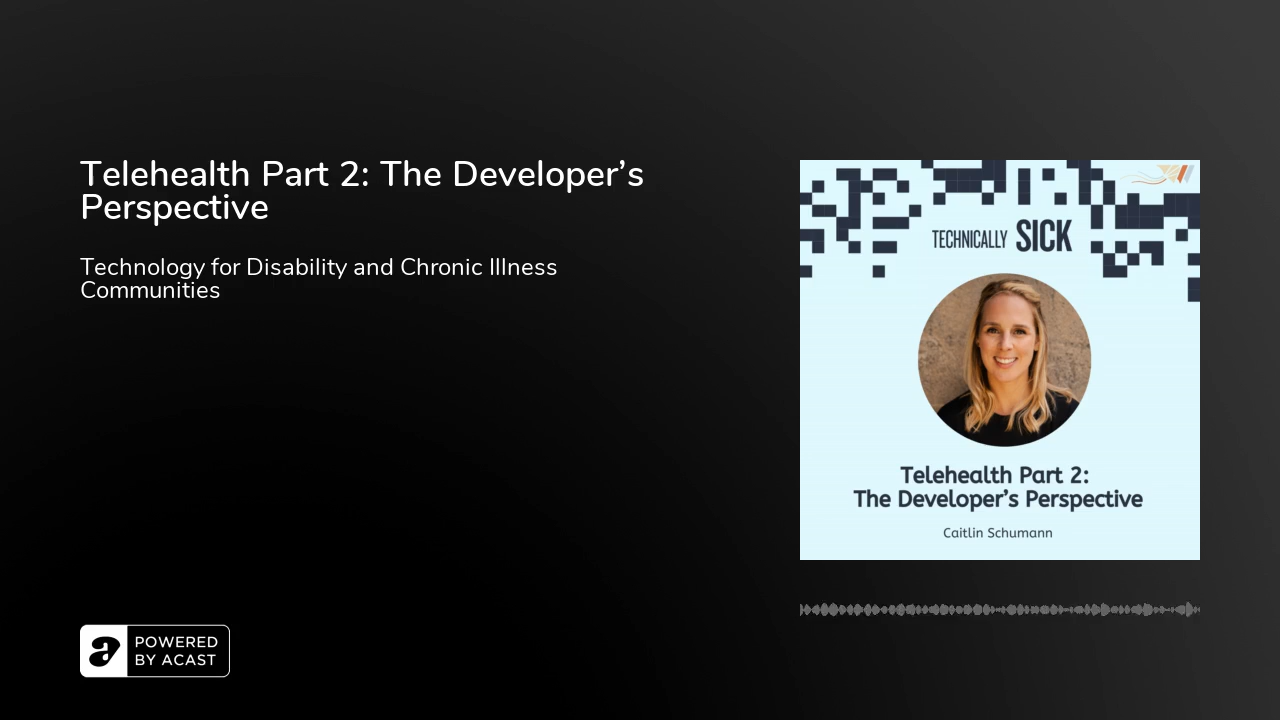 Telehealth Part 2: The Developer’s
Perspective
Technology for Disability and Chronic Illness
Communities
TECHNICALLY SICK
Telehealth Part 2:
The Developer’s Perspective
Caitlin Schumann
POWERED
BY ACAST